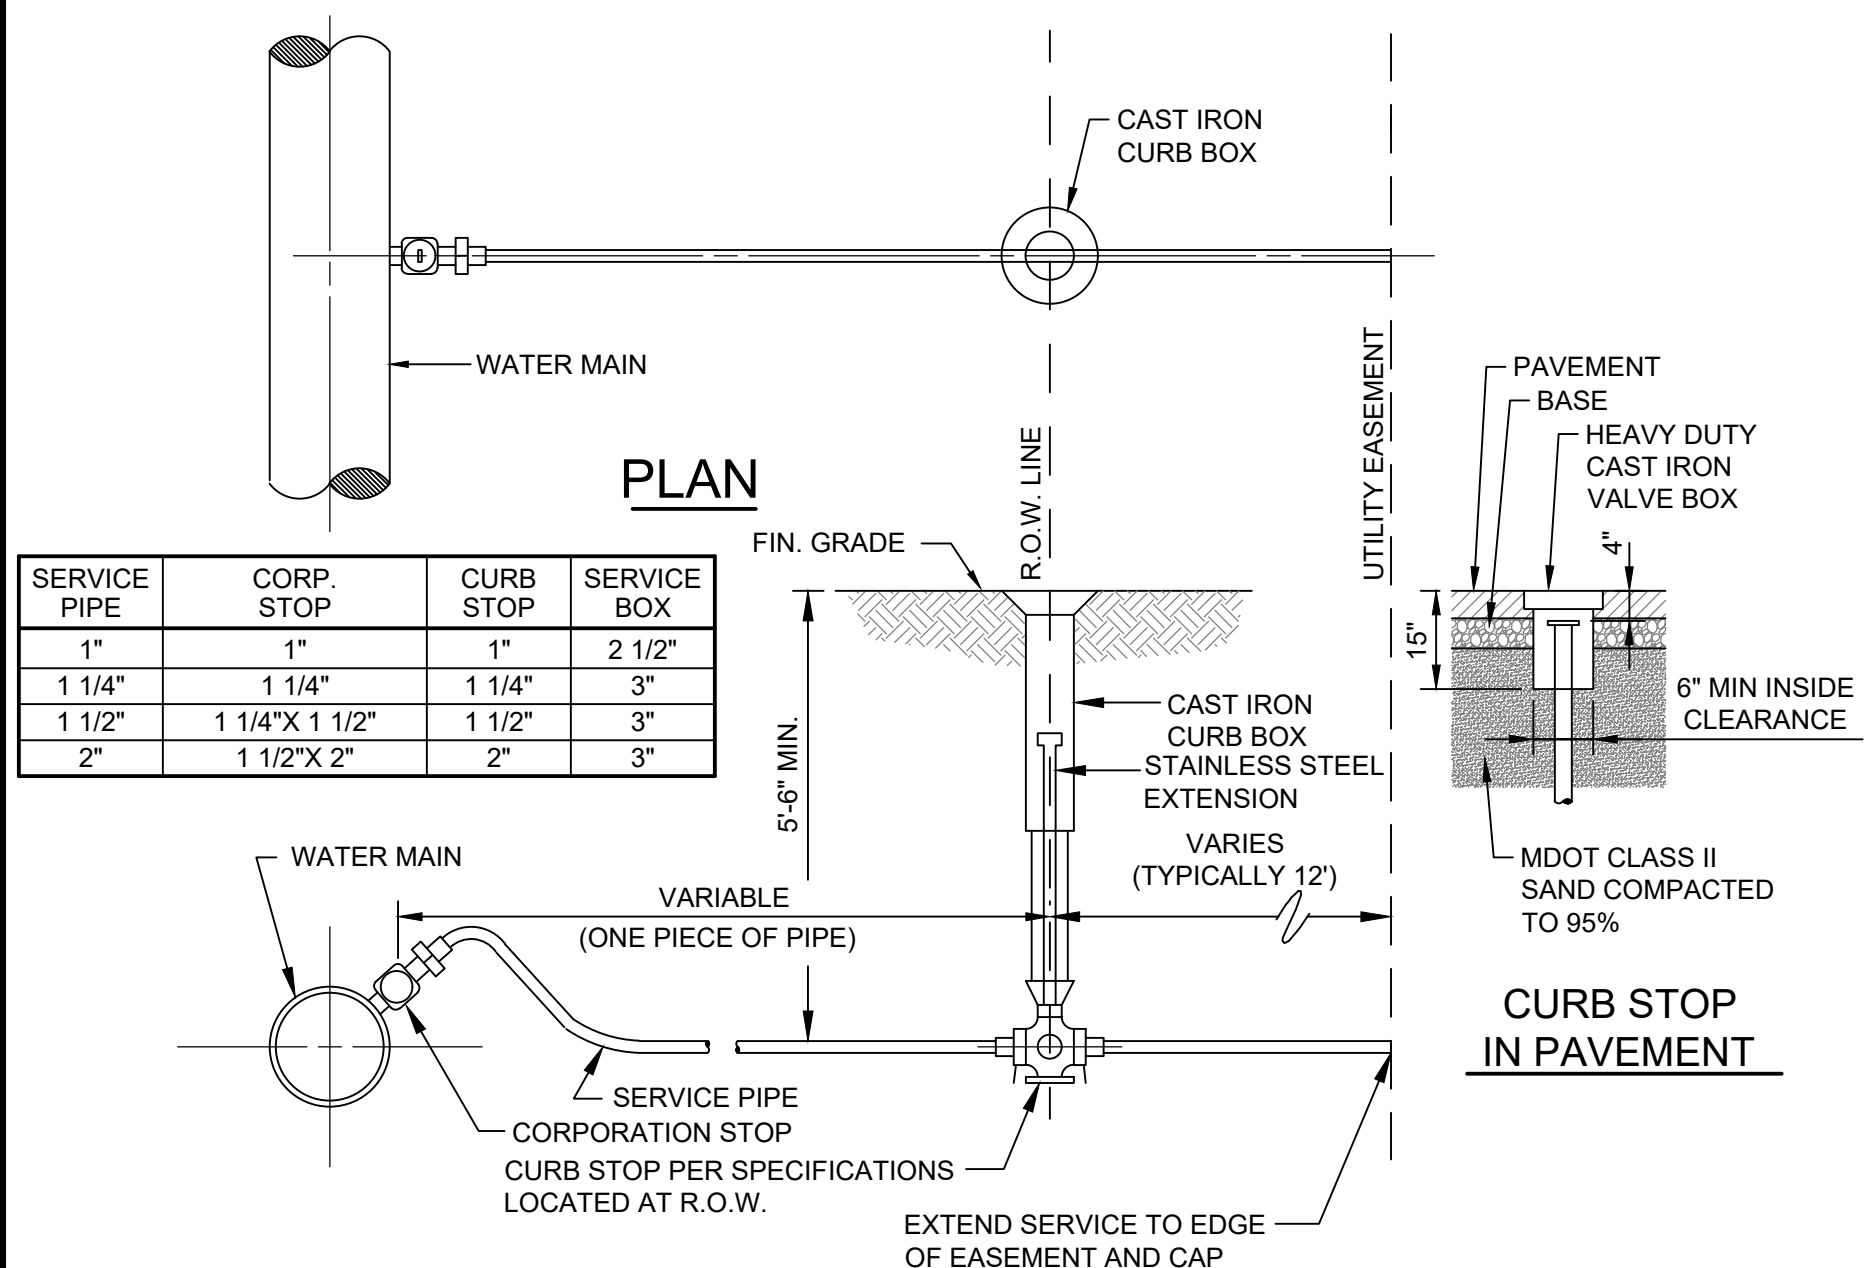 CAST IRON
CURB BOX
WATER MAIN
PLAN
R.O.W. LINE
UTILITY EASEMENT
PAVEMENT
BASE
HEAVY DUTY
CAST IRON
VALVE BOX
4"
15"
6" MIN INSIDE
CLEARANCE
MDOT CLASS II
SAND COMPACTED
TO 95%
CURB STOP
IN PAVEMENT
SERVICE PIPE CORP. STOP CURB STOP SERVICE BOX
1" 1" 1" 2 1/2"
1 1/4" 1 1/4" 1 1/4" 3"
1 1/2" 1 1/4"X 1 1/2" 1 1/2" 3"
2" 1 1/2"X 2" 2" 3"
FIN. GRADE
5'-6" MIN.
CAST IRON
CURB BOX
STAINLESS STEEL
EXTENSION
VARIES
(TYPICALLY 12')
WATER MAIN
VARIABLE
(ONE PIECE OF PIPE)
SERVICE PIPE
CORPORATION STOP
CURB STOP PER SPECIFICATIONS
LOCATED AT R.O.W.
EXTEND SERVICE TO EDGE
OF EASEMENT AND CAP